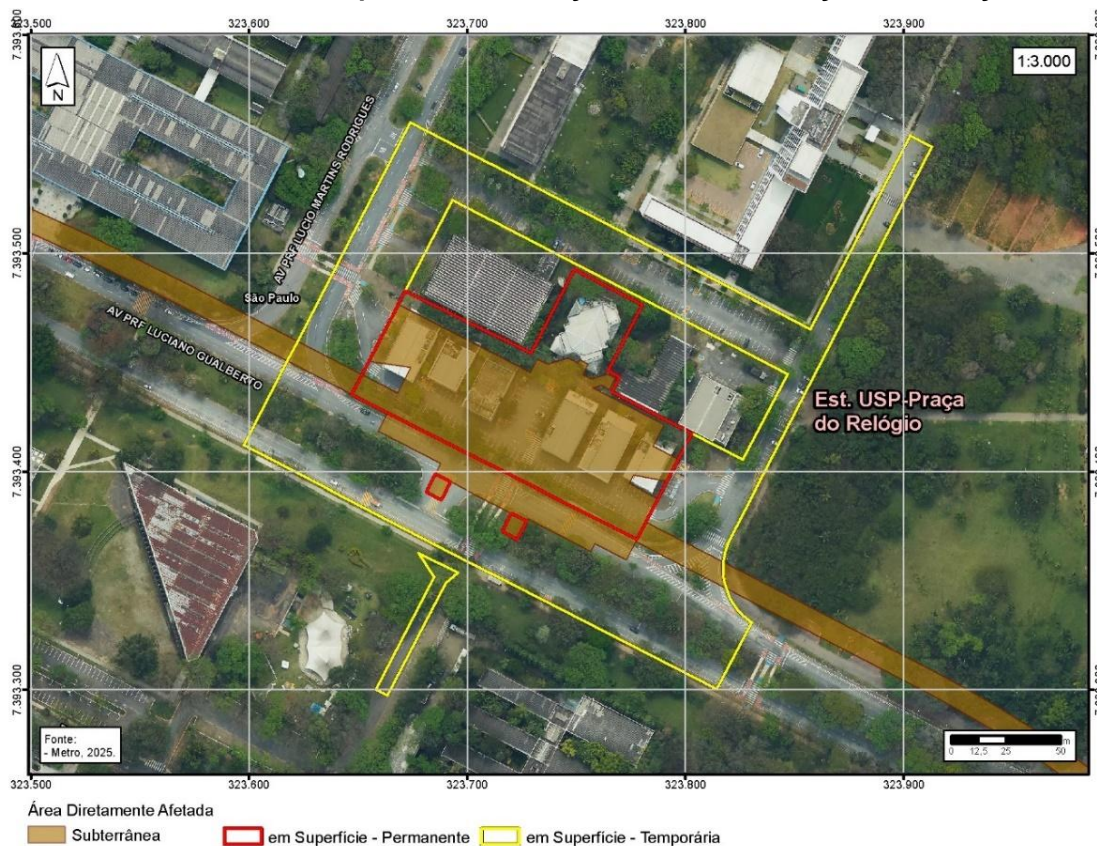 323.500
323.600
323.700
323.800
323.900
7.393.600
N
1:3.000
AV PRF LUCIO MARTINS RODRIGUES
7.393.500
São Paulo
AV PRF LUCIANO GUALBERTO
Est. USP-Praça
do Relógio
7.393.400
7.393.300
Fonte:
- Metro, 2025.
0 12,5 25 50 m
323.500
323.600
323.700
323.800
323.900
Área Diretamente Afetada
Subterrânea
em Superfície - Permanente
em Superfície - Temporária